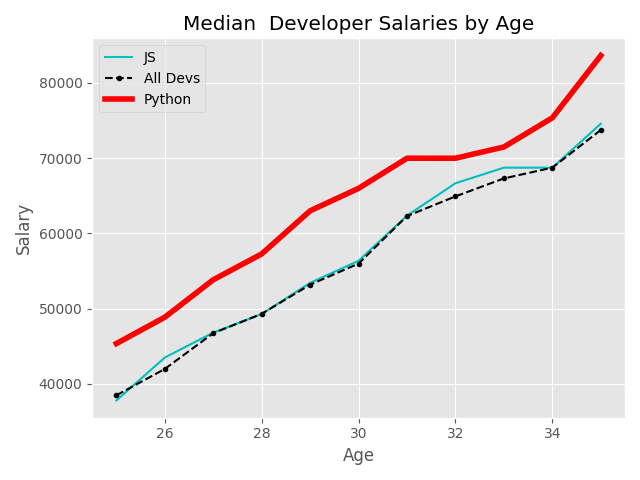 Median  Developer Salaries by Age
JS
All Devs
Python
80000
70000
60000
50000
40000
Salary
26 28 30 32 34
Age